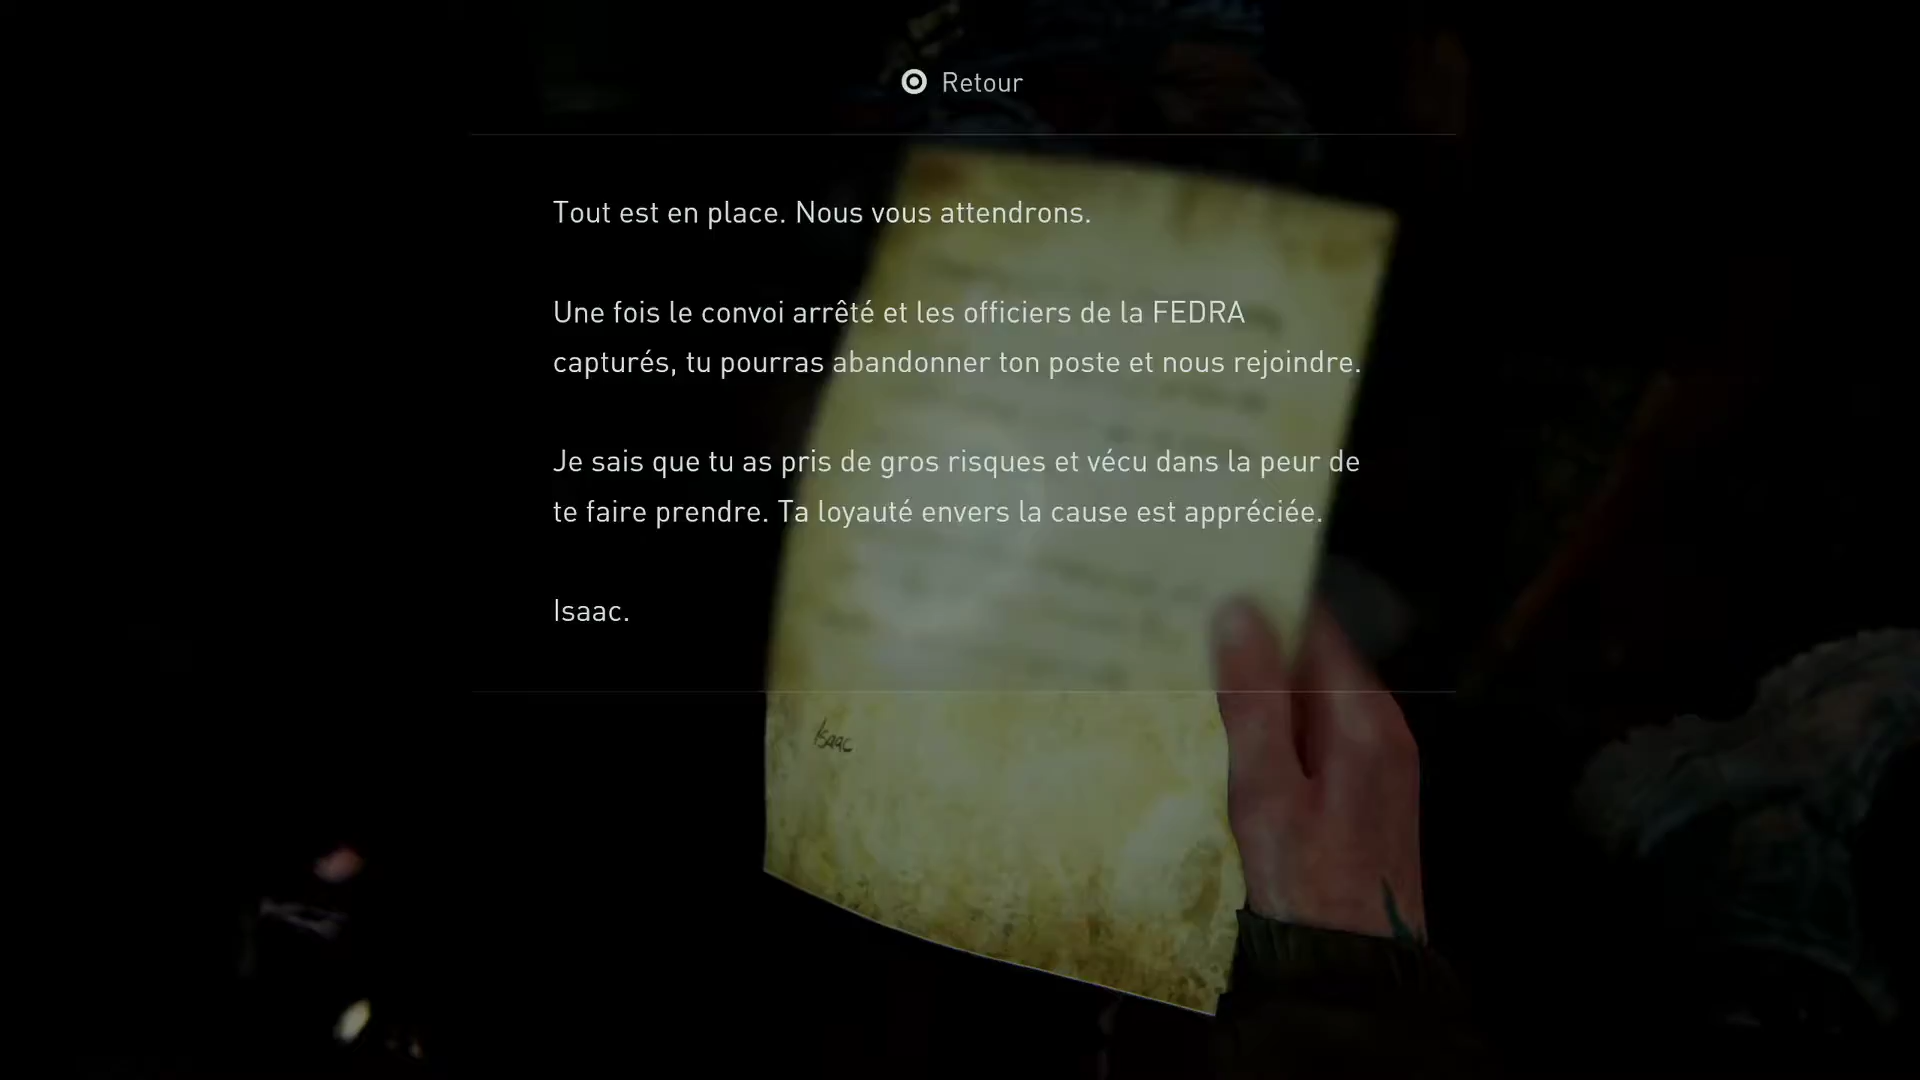 Retour
Tout est en place. Nous vous attendrons.
Une fois le convoi arrêté et les officiers de la FEDRA
capturés, tu pourras abandonner ton poste et nous rejoindre.
Je sais que tu as pris de gros risques et vécu dans la peur de
te faire prendre. Ta loyauté envers la cause est appréciée.
Isaac.
Isaac